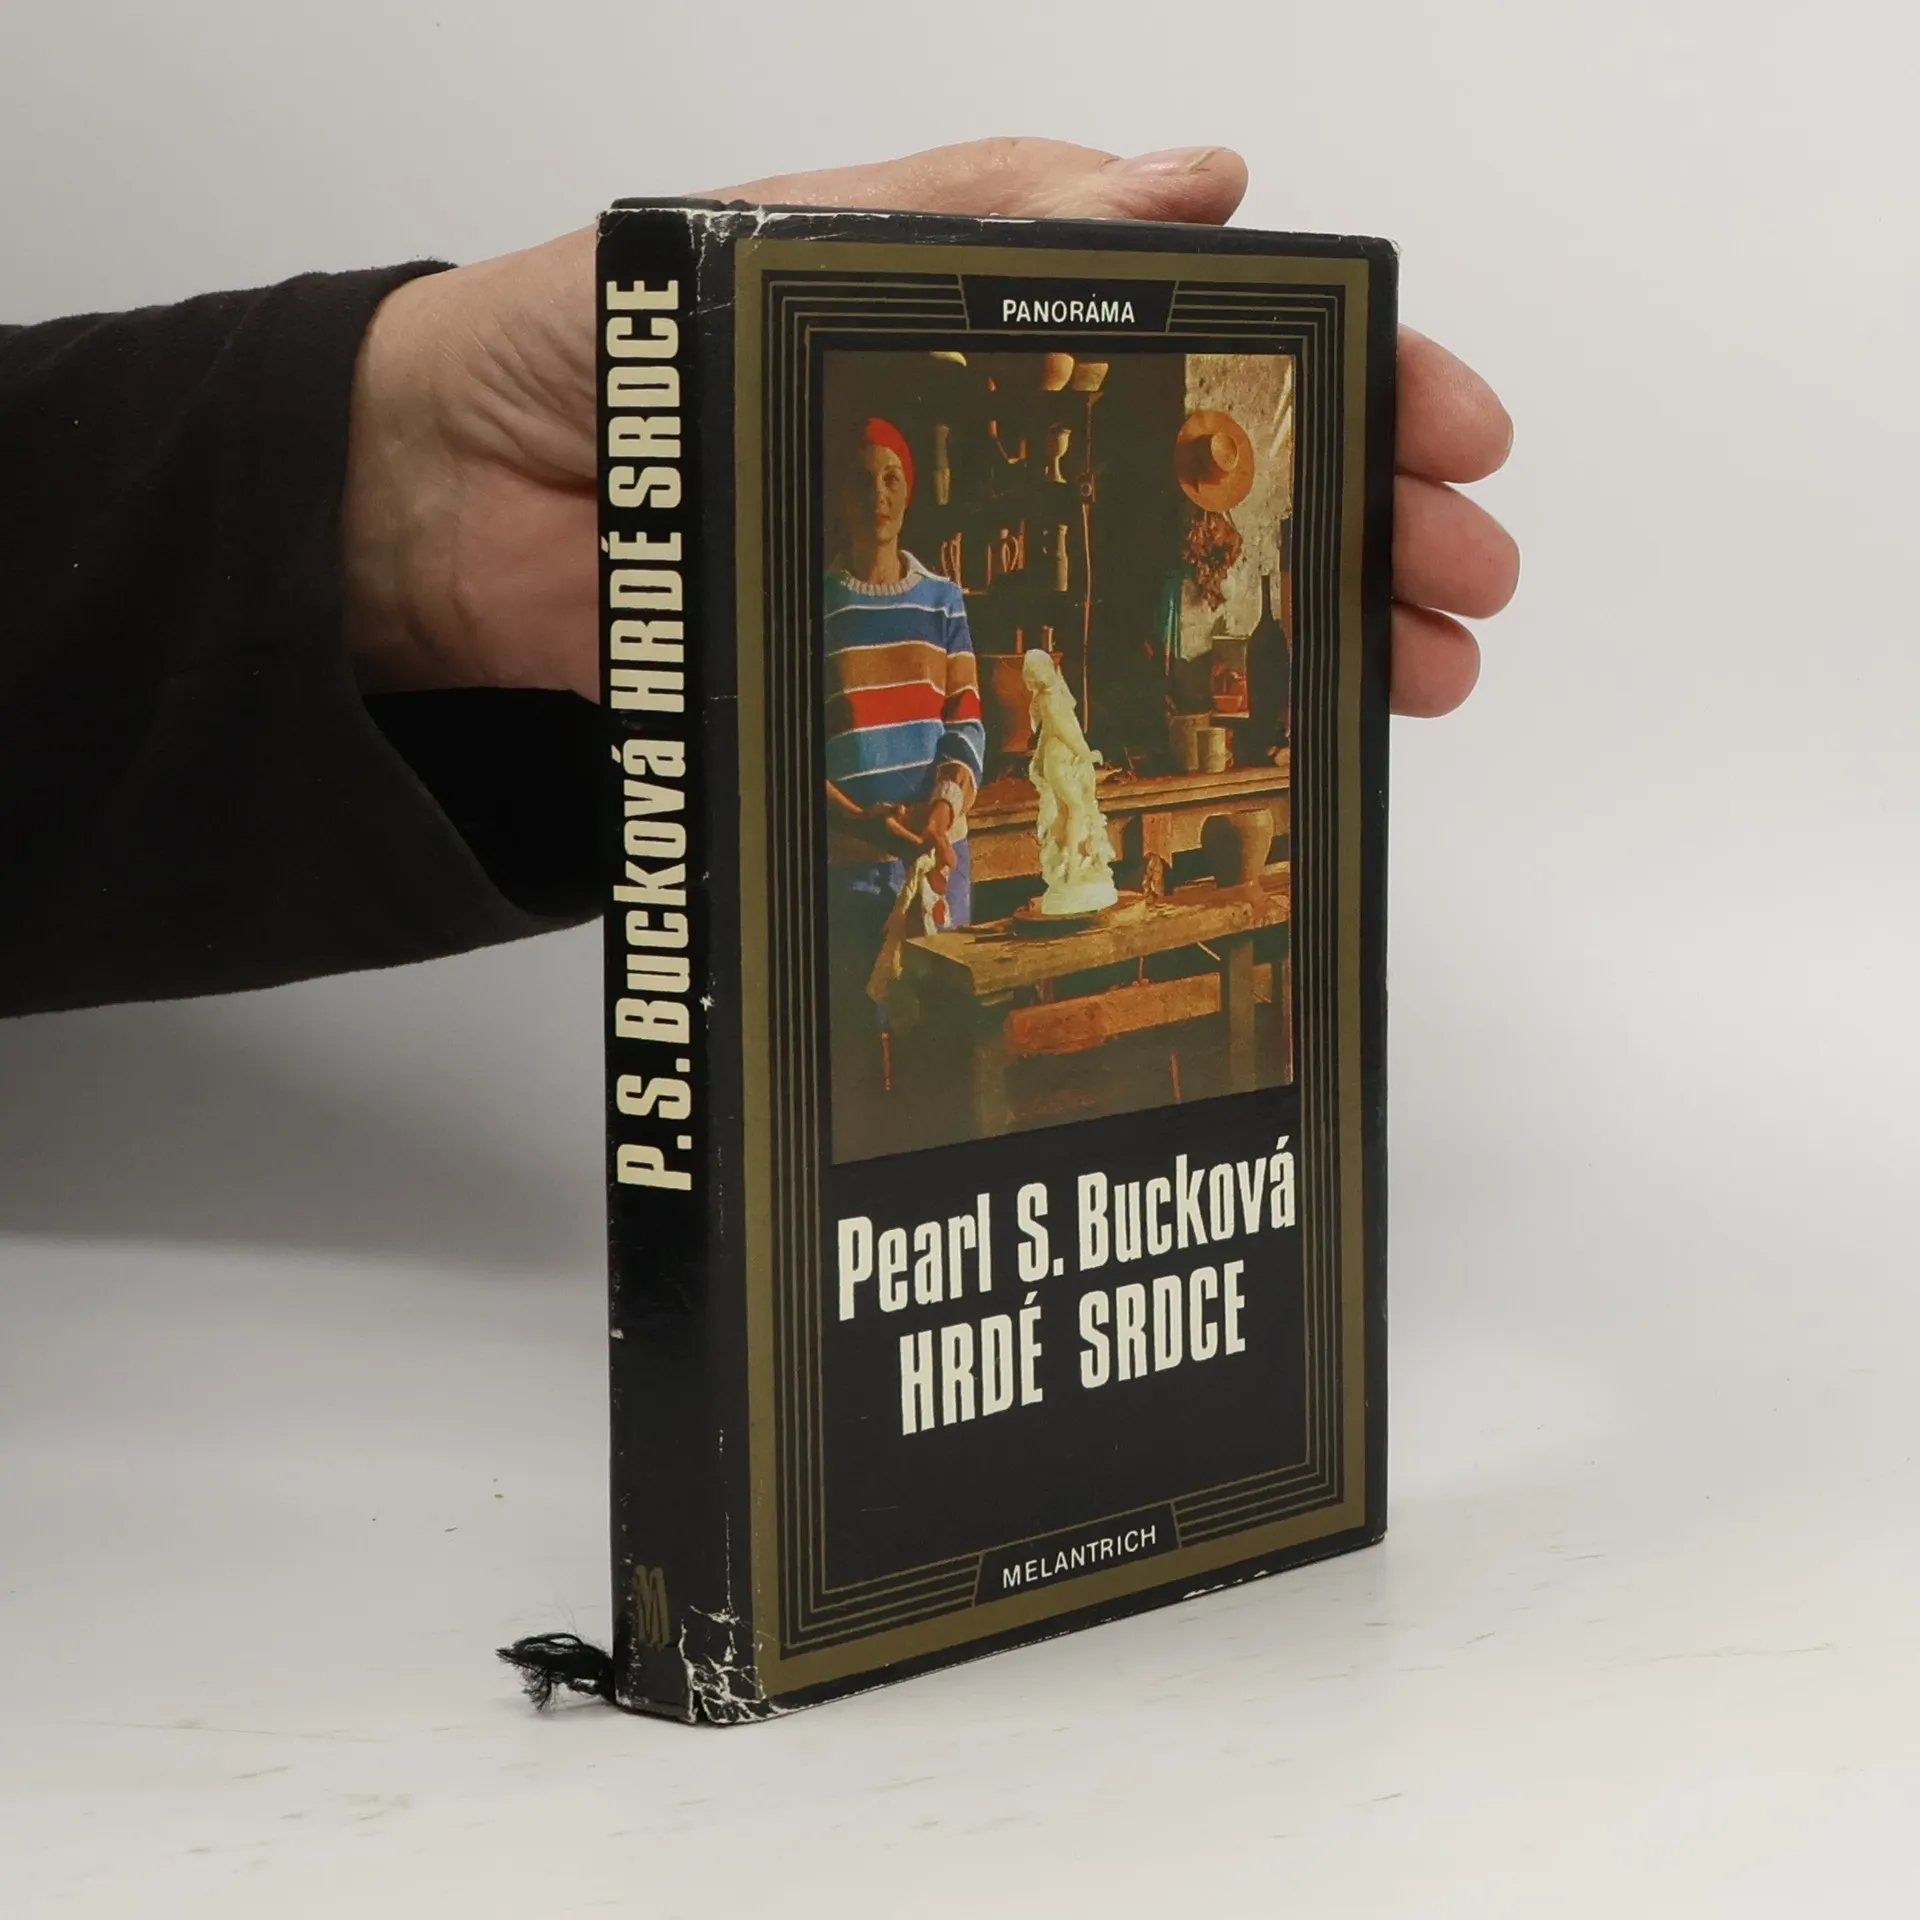 P.S.Bucková HRDÉ SRDCE
M
PANORÁMA
Pearl S. Bucková
HRDÉ SRDCE
MELANTRICH